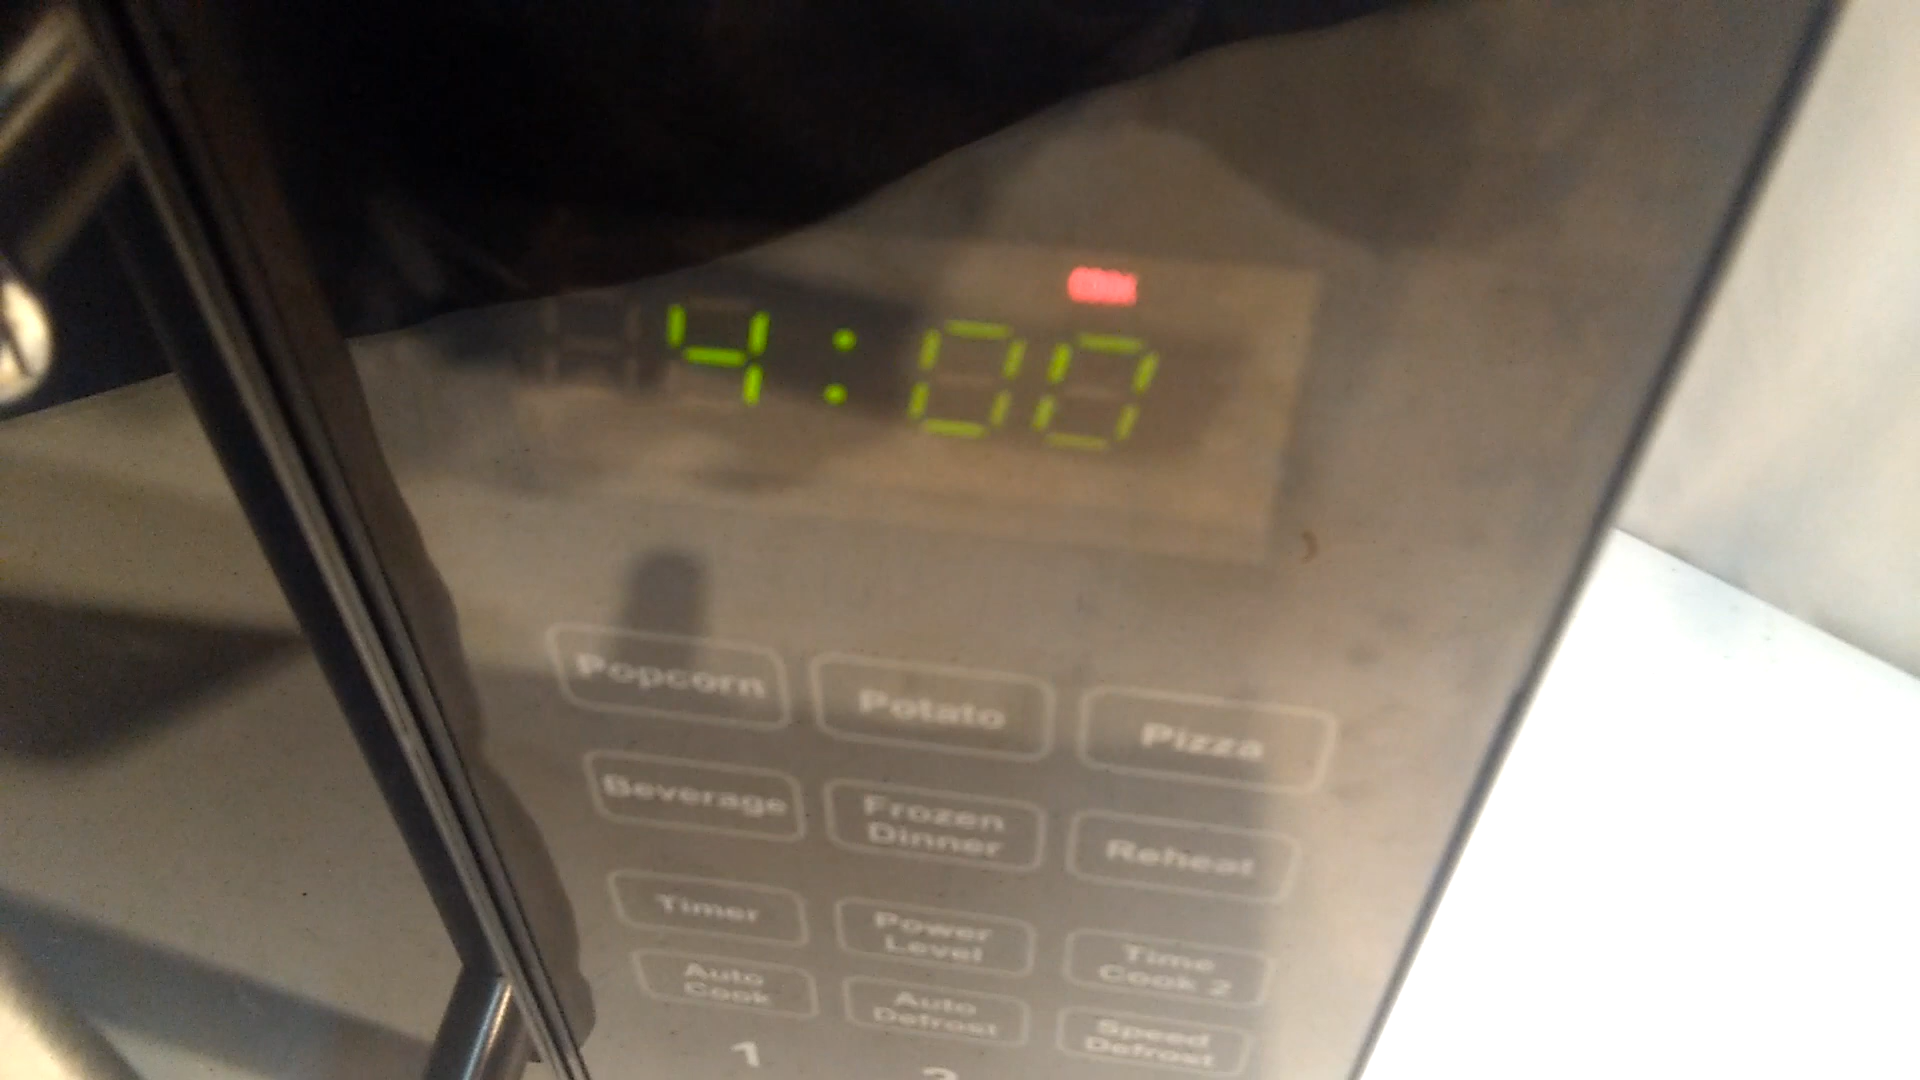 4:00
Popcorn Potato Pizza
Beverage Frozen Dinner Reheat
Timer Power Level Time Cook 2
Auto Cook Auto Defrost Speed Defrost
1